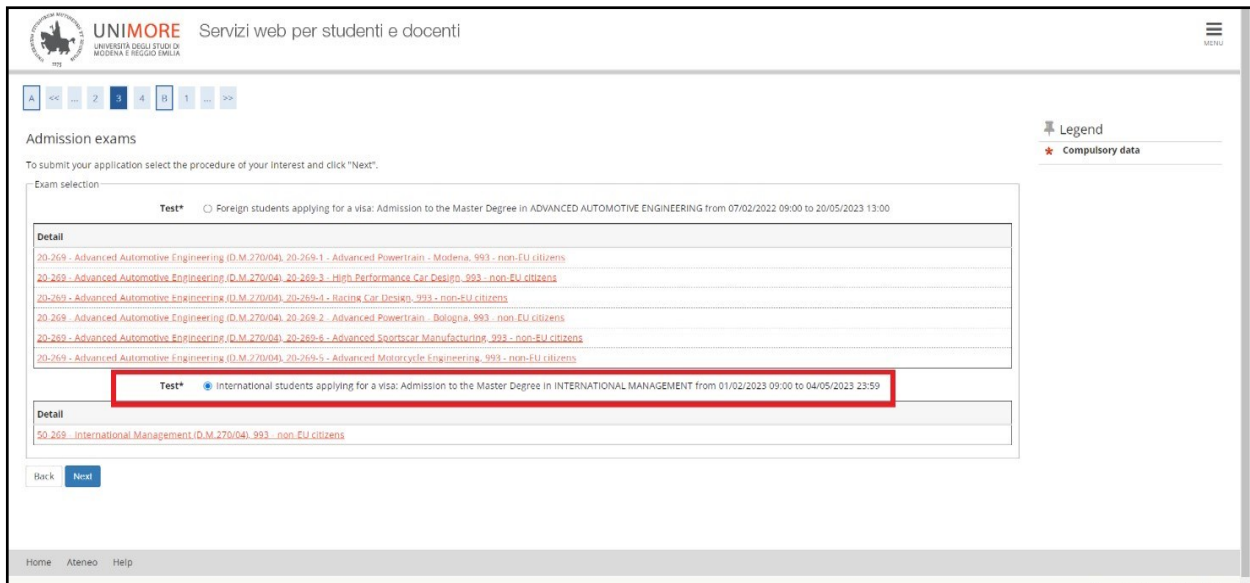 UNIMORE
UNIVERSITÀ DEGLI STUDI DI
MODENA E REGGIO EMILIA
1175
Servizi web per studenti e docenti
MENU
A << ... 2 3 4 B 1 ... >>
Legend
* Compulsory data
Admission exams
To submit your application select the procedure of your interest and click "Next".
Exam selection
Test* Foreign students applying for a visa: Admission to the Master Degree in ADVANCED AUTOMOTIVE ENGINEERING from 07/02/2022 09:00 to 20/05/2023 13:00
Detail
20-269 - Advanced Automotive Engineering (D.M.270/04), 20-269-1 - Advanced Powertrain - Modena, 993 - non-EU citizens
20-269 - Advanced Automotive Engineering (D.M.270/04), 20-269-3 - High Performance Car Design, 993 - non-EU citizens
20-269 - Advanced Automotive Engineering (D.M.270/04), 20-269-4 - Racing Car Design, 993 - non-EU citizens
20-269 - Advanced Automotive Engineering (D.M.270/04), 20-269-2 - Advanced Powertrain - Bologna, 993 - non-EU citizens
20-269 - Advanced Automotive Engineering (D.M.270/04), 20-269-6 - Advanced Sportscar Manufacturing, 993 - non-EU citizens
20-269 - Advanced Automotive Engineering (D.M.270/04), 20-269-5 - Advanced Motorcycle Engineering, 993 - non-EU citizens
Test* International students applying for a visa: Admission to the Master Degree in INTERNATIONAL MANAGEMENT from 01/02/2023 09:00 to 04/05/2023 23:59
Detail
50-269 - International Management (D.M.270/04), 993 - non-EU citizens
Back Next
Home Ateneo Help